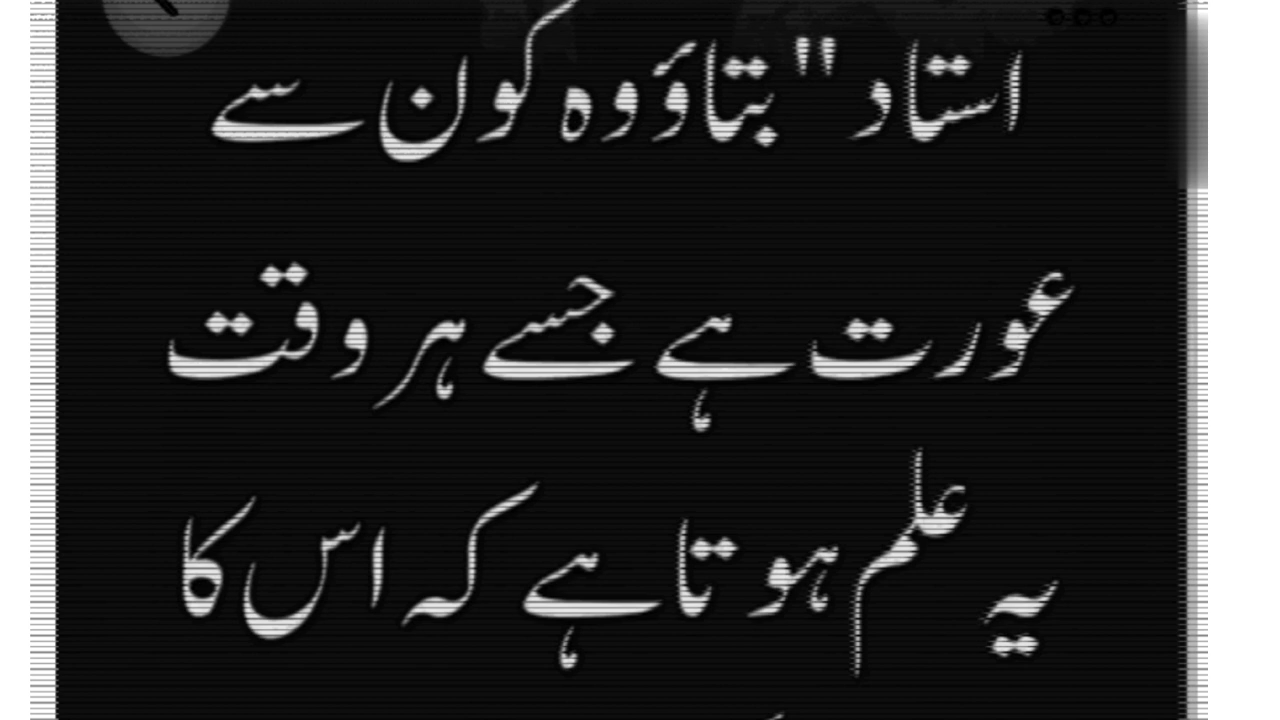 استاد " بتاؤ وہ کون سے
عورت ہے جسے ہر وقت
یہ علم ہوتا ہے کہ اس کا